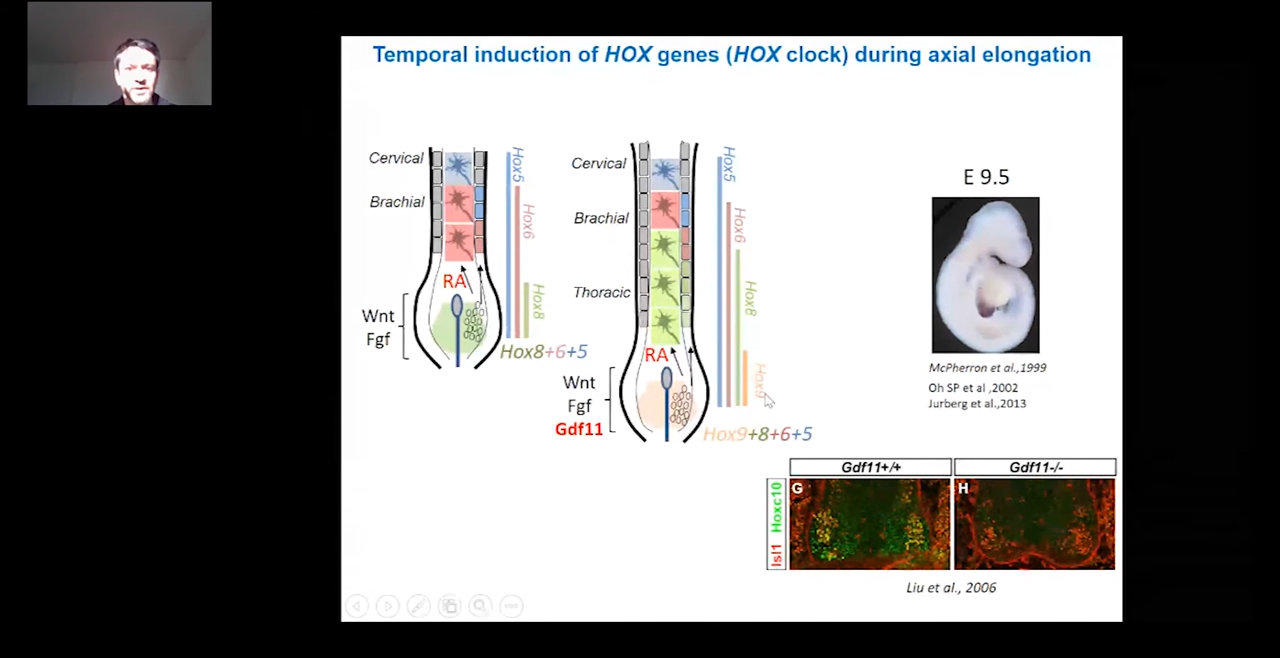 Temporal induction of HOX genes (HOX clock) during axial elongation
Cervical
Brachial
RA
Wnt
Fgf
Hox5
Hox6
Hox8
Hox8+6+5
Cervical
Brachial
Thoracic
RA
Wnt
Fgf
Gdf11
Hox5
Hox6
Hox8
Hox9
Hox9+8+6+5
E 9.5
McPherron et al.,1999
Oh SP et al ,2002
Jurberg et al.,2013
Gdf11+/+
Gdf11-/-
Isl1 Hoxc10
G
H
Liu et al., 2006